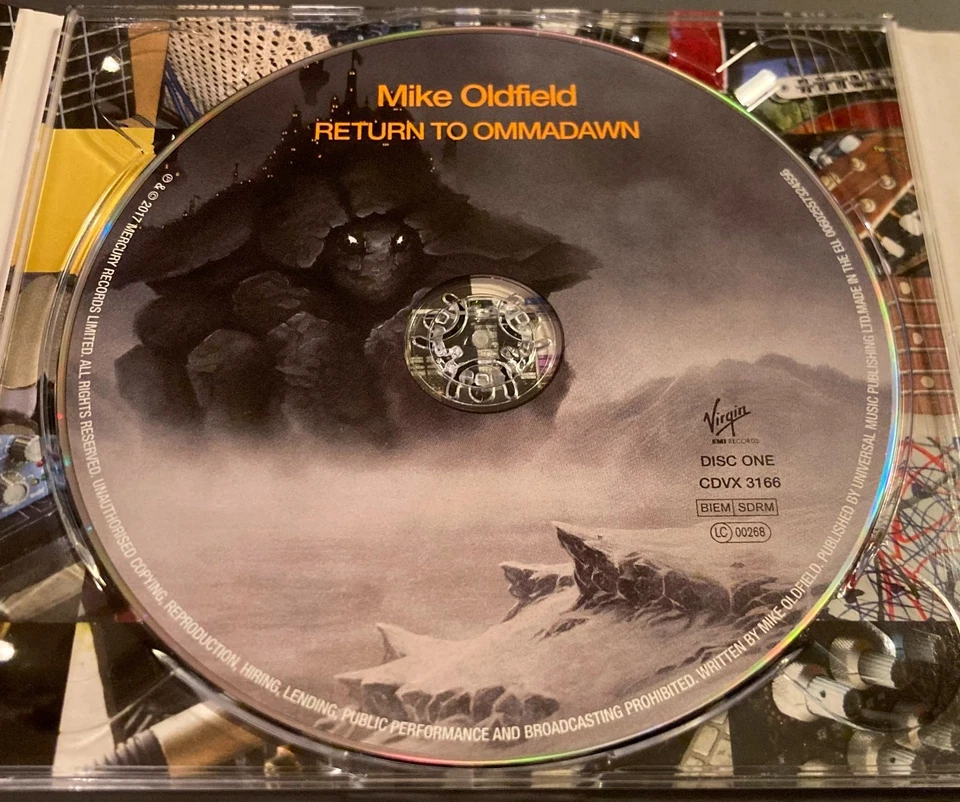 Mike Oldfield
RETURN TO OMMADAWN
Virgin
EMI RECORDS
DISC ONE
CDVX 3166
BIEM SDRM
LC 00268
℗ & © 2017 MERCURY RECORDS LIMITED. ALL RIGHTS RESERVED. UNAUTHORISED COPYING, REPRODUCTION, HIRING, LENDING, PUBLIC PERFORMANCE AND BROADCASTING PROHIBITED. WRITTEN BY MIKE OLDFIELD. PUBLISHED BY UNIVERSAL MUSIC PUBLISHING LTD.MADE IN THE EU. 00602557324556